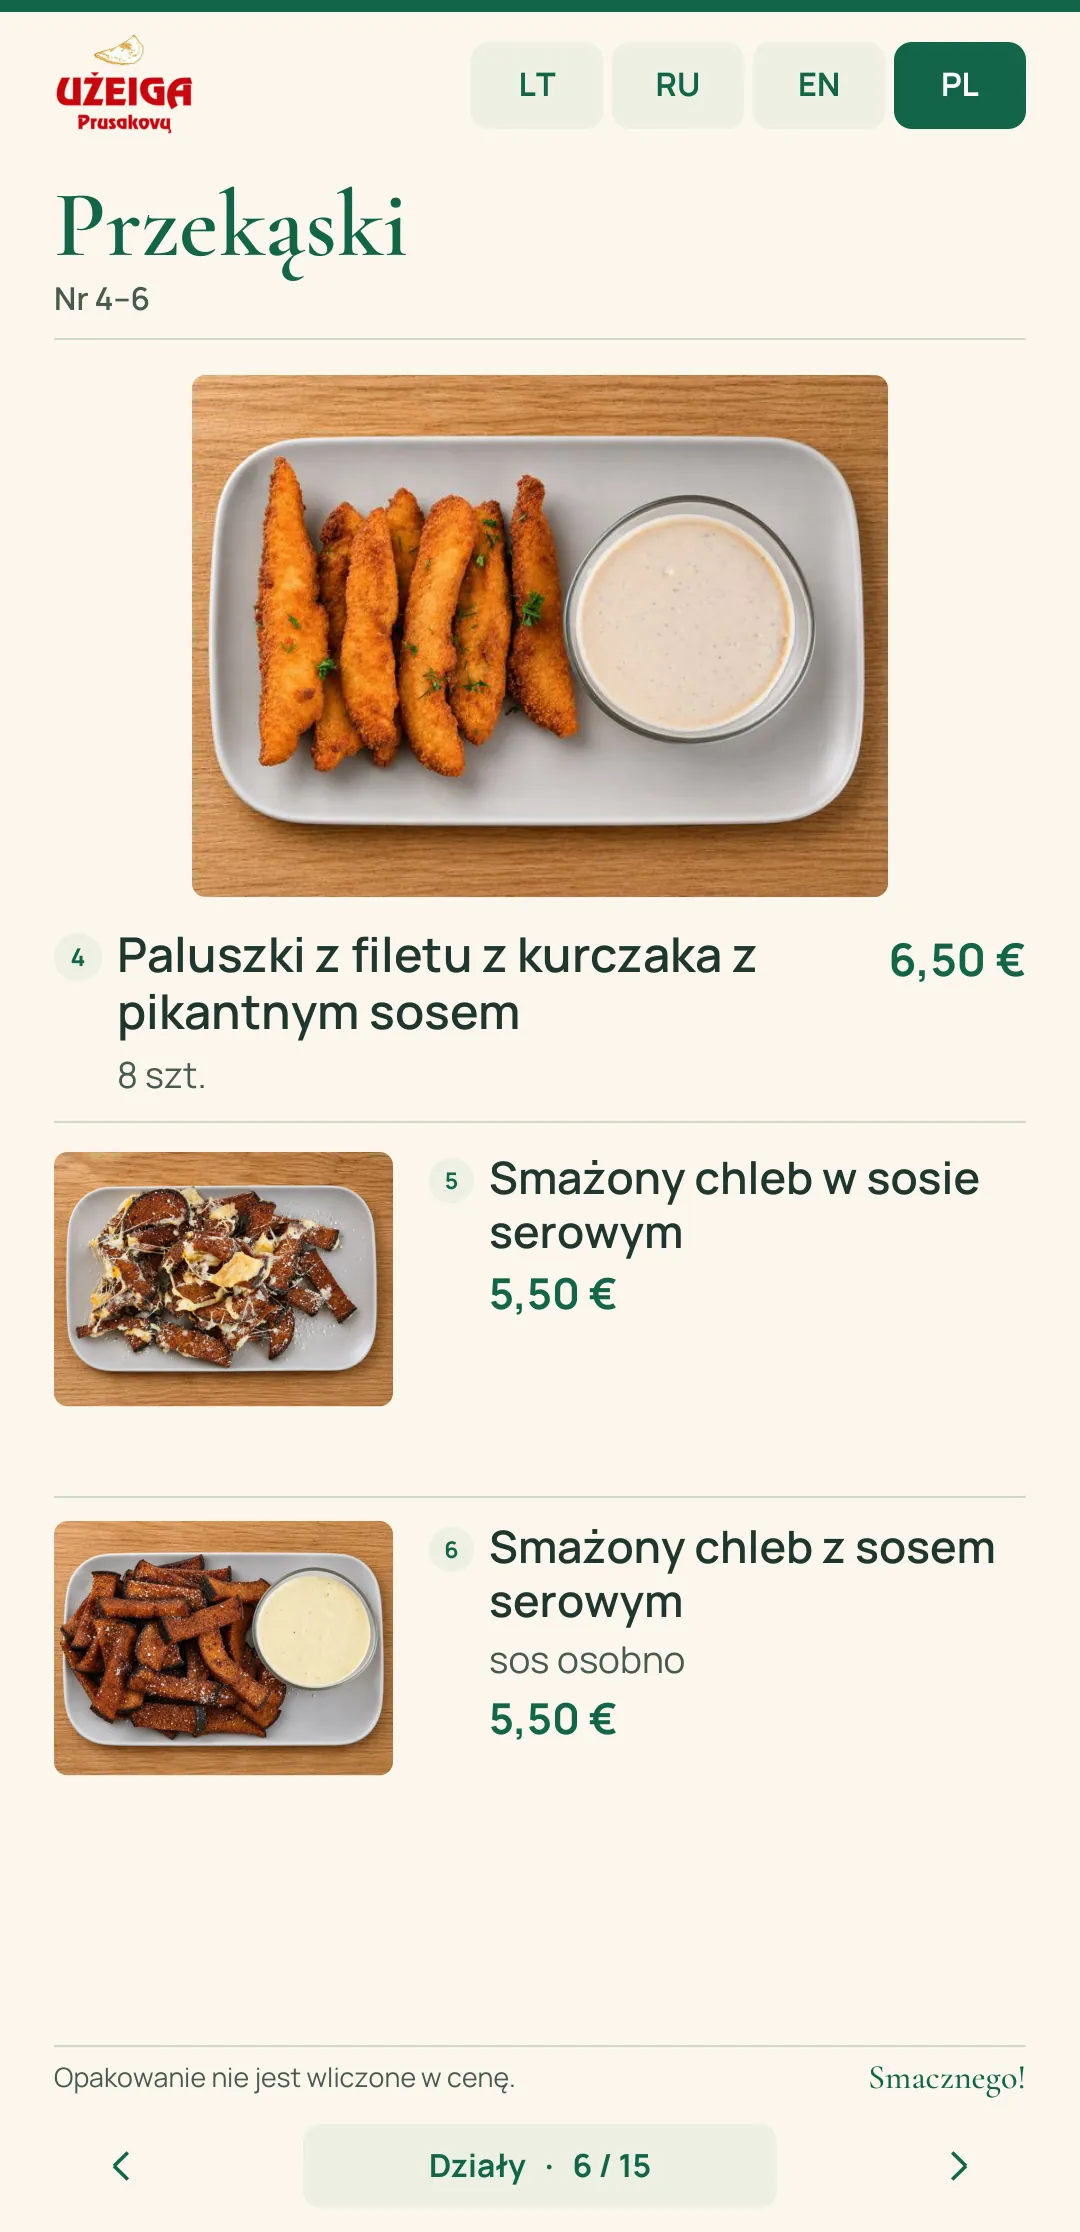 UŽEIGA
Prusakovų
LT
RU
EN
PL
Przekąski
Nr 4–6
4
Paluszki z filetu z kurczaka z
6,50 €
pikantnym sosem
8 szt.
5
Smażony chleb w sosie
serowym
5,50 €
6
Smażony chleb z sosem
serowym
sos osobno
5,50 €
Opakowanie nie jest wliczone w cenę.
Smacznego!
Działy · 6 / 15